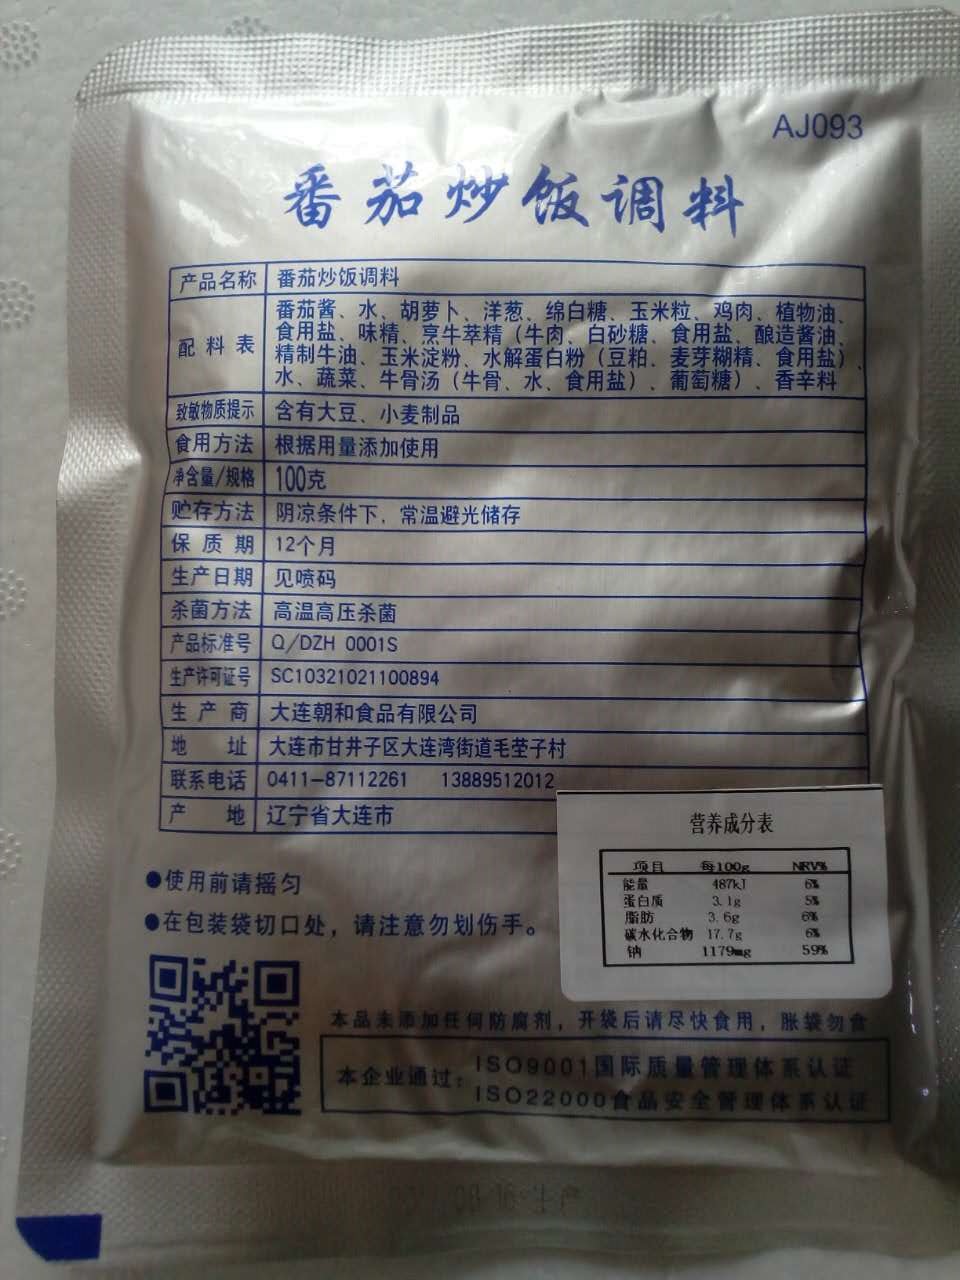 AJ093
番茄炒饭调料
产品名称 番茄炒饭调料
配料表 番茄酱、水、胡萝卜、洋葱、绵白糖、玉米粒、鸡肉、植物油、
食用盐、味精、烹牛萃精（牛肉、白砂糖、食用盐、酿造酱油、
精制牛油、玉米淀粉、水解蛋白粉（豆粕、麦芽糊精、食用盐）、
水、蔬菜、牛骨汤（牛骨、水、食用盐）、葡萄糖）、香辛料
致敏物质提示 含有大豆、小麦制品
食用方法 根据用量添加使用
净含量/规格 100克
贮存方法 阴凉条件下，常温避光储存
保质期 12个月
生产日期 见喷码
杀菌方法 高温高压杀菌
产品标准号 Q/DZH 0001S
生产许可证号 SC10321021100894
生产商 大连朝和食品有限公司
地址 大连市甘井子区大连湾街道毛茔子村
联系电话 0411-87112261 13889512012
产地 辽宁省大连市
营养成分表
项目 每100g NRV%
能量 487kJ 6%
蛋白质 3.1g 5%
脂肪 3.6g 6%
碳水化合物 17.7g 6%
钠 1179mg 59%
●使用前请摇匀
●在包装袋切口处，请注意勿划伤手。
本品未添加任何防腐剂，开袋后请尽快食用，胀袋勿食
本企业通过：ISO9001国际质量管理体系认证
ISO22000食品安全管理体系认证